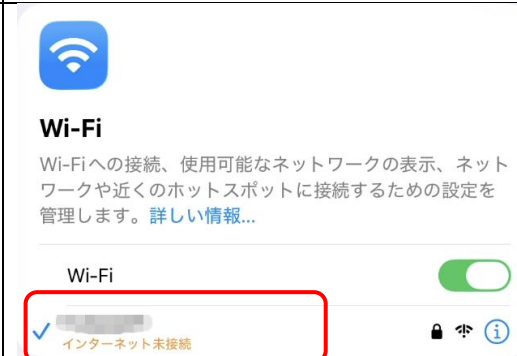 Wi-Fi
Wi-Fiへの接続、使用可能なネットワークの表示、ネット
ワークや近くのホットスポットに接続するための設定を
管理します。詳しい情報...
Wi-Fi
インターネット未接続